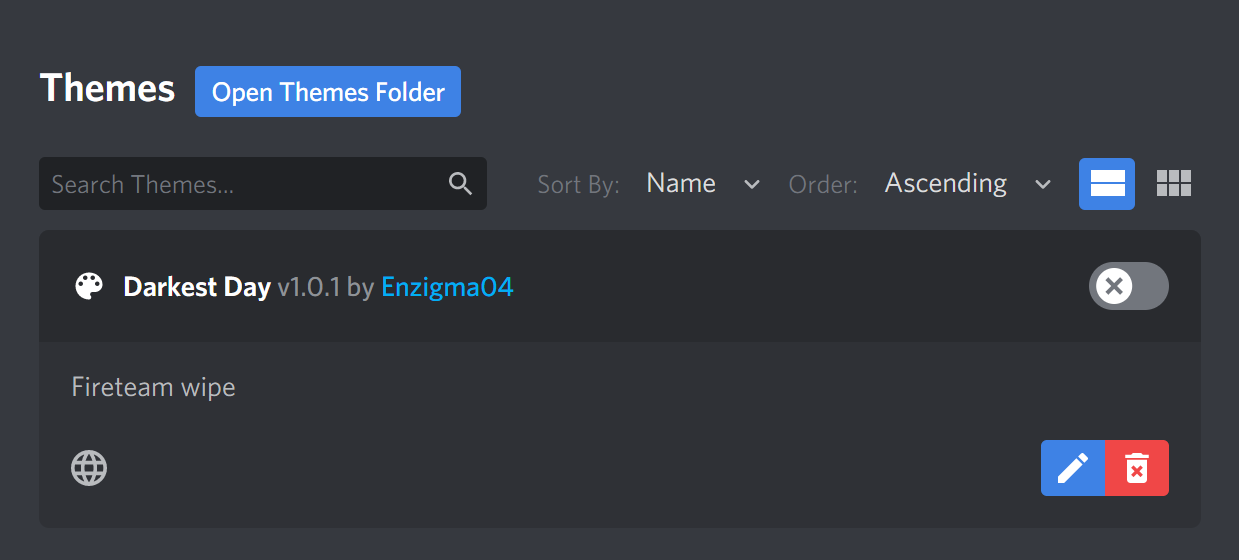 Themes Open Themes Folder
Search Themes... Sort By: Name Order: Ascending
Darkest Day v1.0.1 by Enzigma04
Fireteam wipe